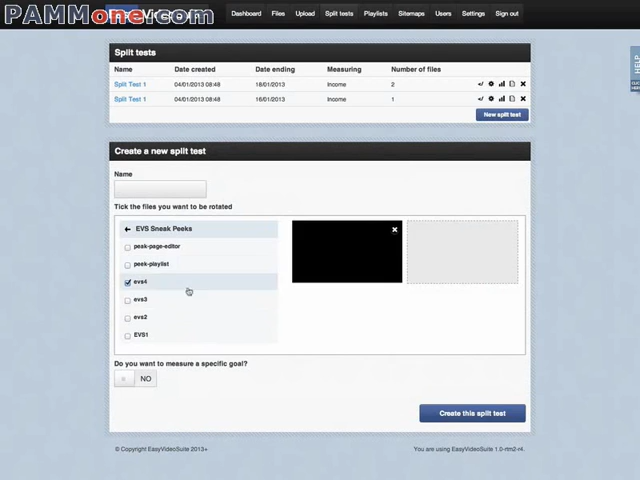 PAMMone.com
Dashboard Files Upload Split tests Playlists Sitemaps Users Settings Sign out
HELP
Split tests
Name Date created Date ending Measuring Number of files
Split Test 1 04/01/2013 08:48 16/01/2013 Income 2
Split Test 1 04/01/2013 08:48 16/01/2013 Income 1
New split test
Create a new split test
Name
Tick the files you want to be rotated
EVS Sneak Peeks
peak-page-editor
peek-playlist
evs4
evs3
evs2
EVS1
Do you want to measure a specific goal?
NO
Create this split test
© Copyright EasyVideoSuite 2013+ You are using EasyVideoSuite 1.0-rtm2-r4.